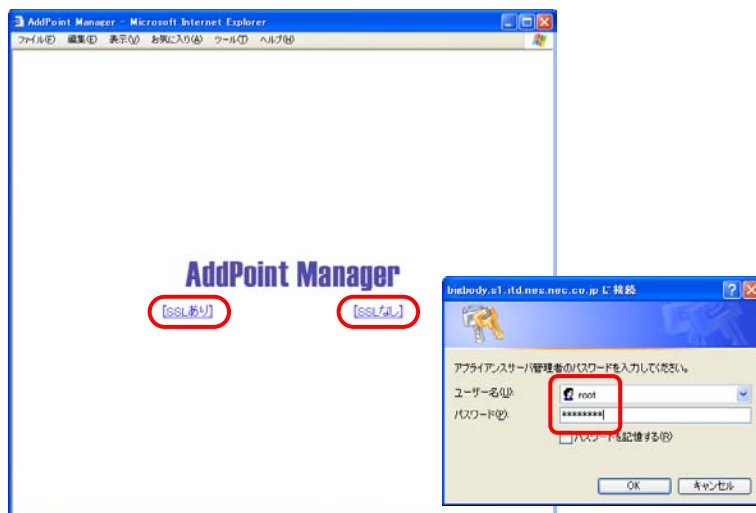 AddPoint Manager - Microsoft Internet Explorer
ファイル(F) 編集(E) 表示(V) お気に入り(A) ツール(T) ヘルプ(H)
AddPoint Manager
[SSLあり] [SSLなし]
bigbody.s1.itd.nes.nec.co.jp に接続
アプライアンスサーバ管理者のパスワードを入力してください。
ユーザー名(U): root
パスワード(P): ********
パスワードを記憶する(R)
OK キャンセル